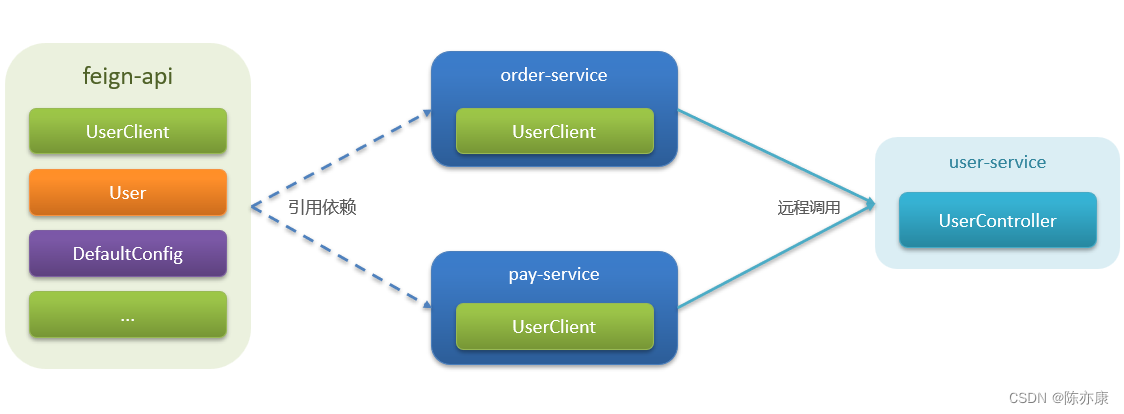 feign-api
UserClient
User
DefaultConfig
...
引用依赖
order-service
UserClient
pay-service
UserClient
远程调用
user-service
UserController
CSDN @陈亦康